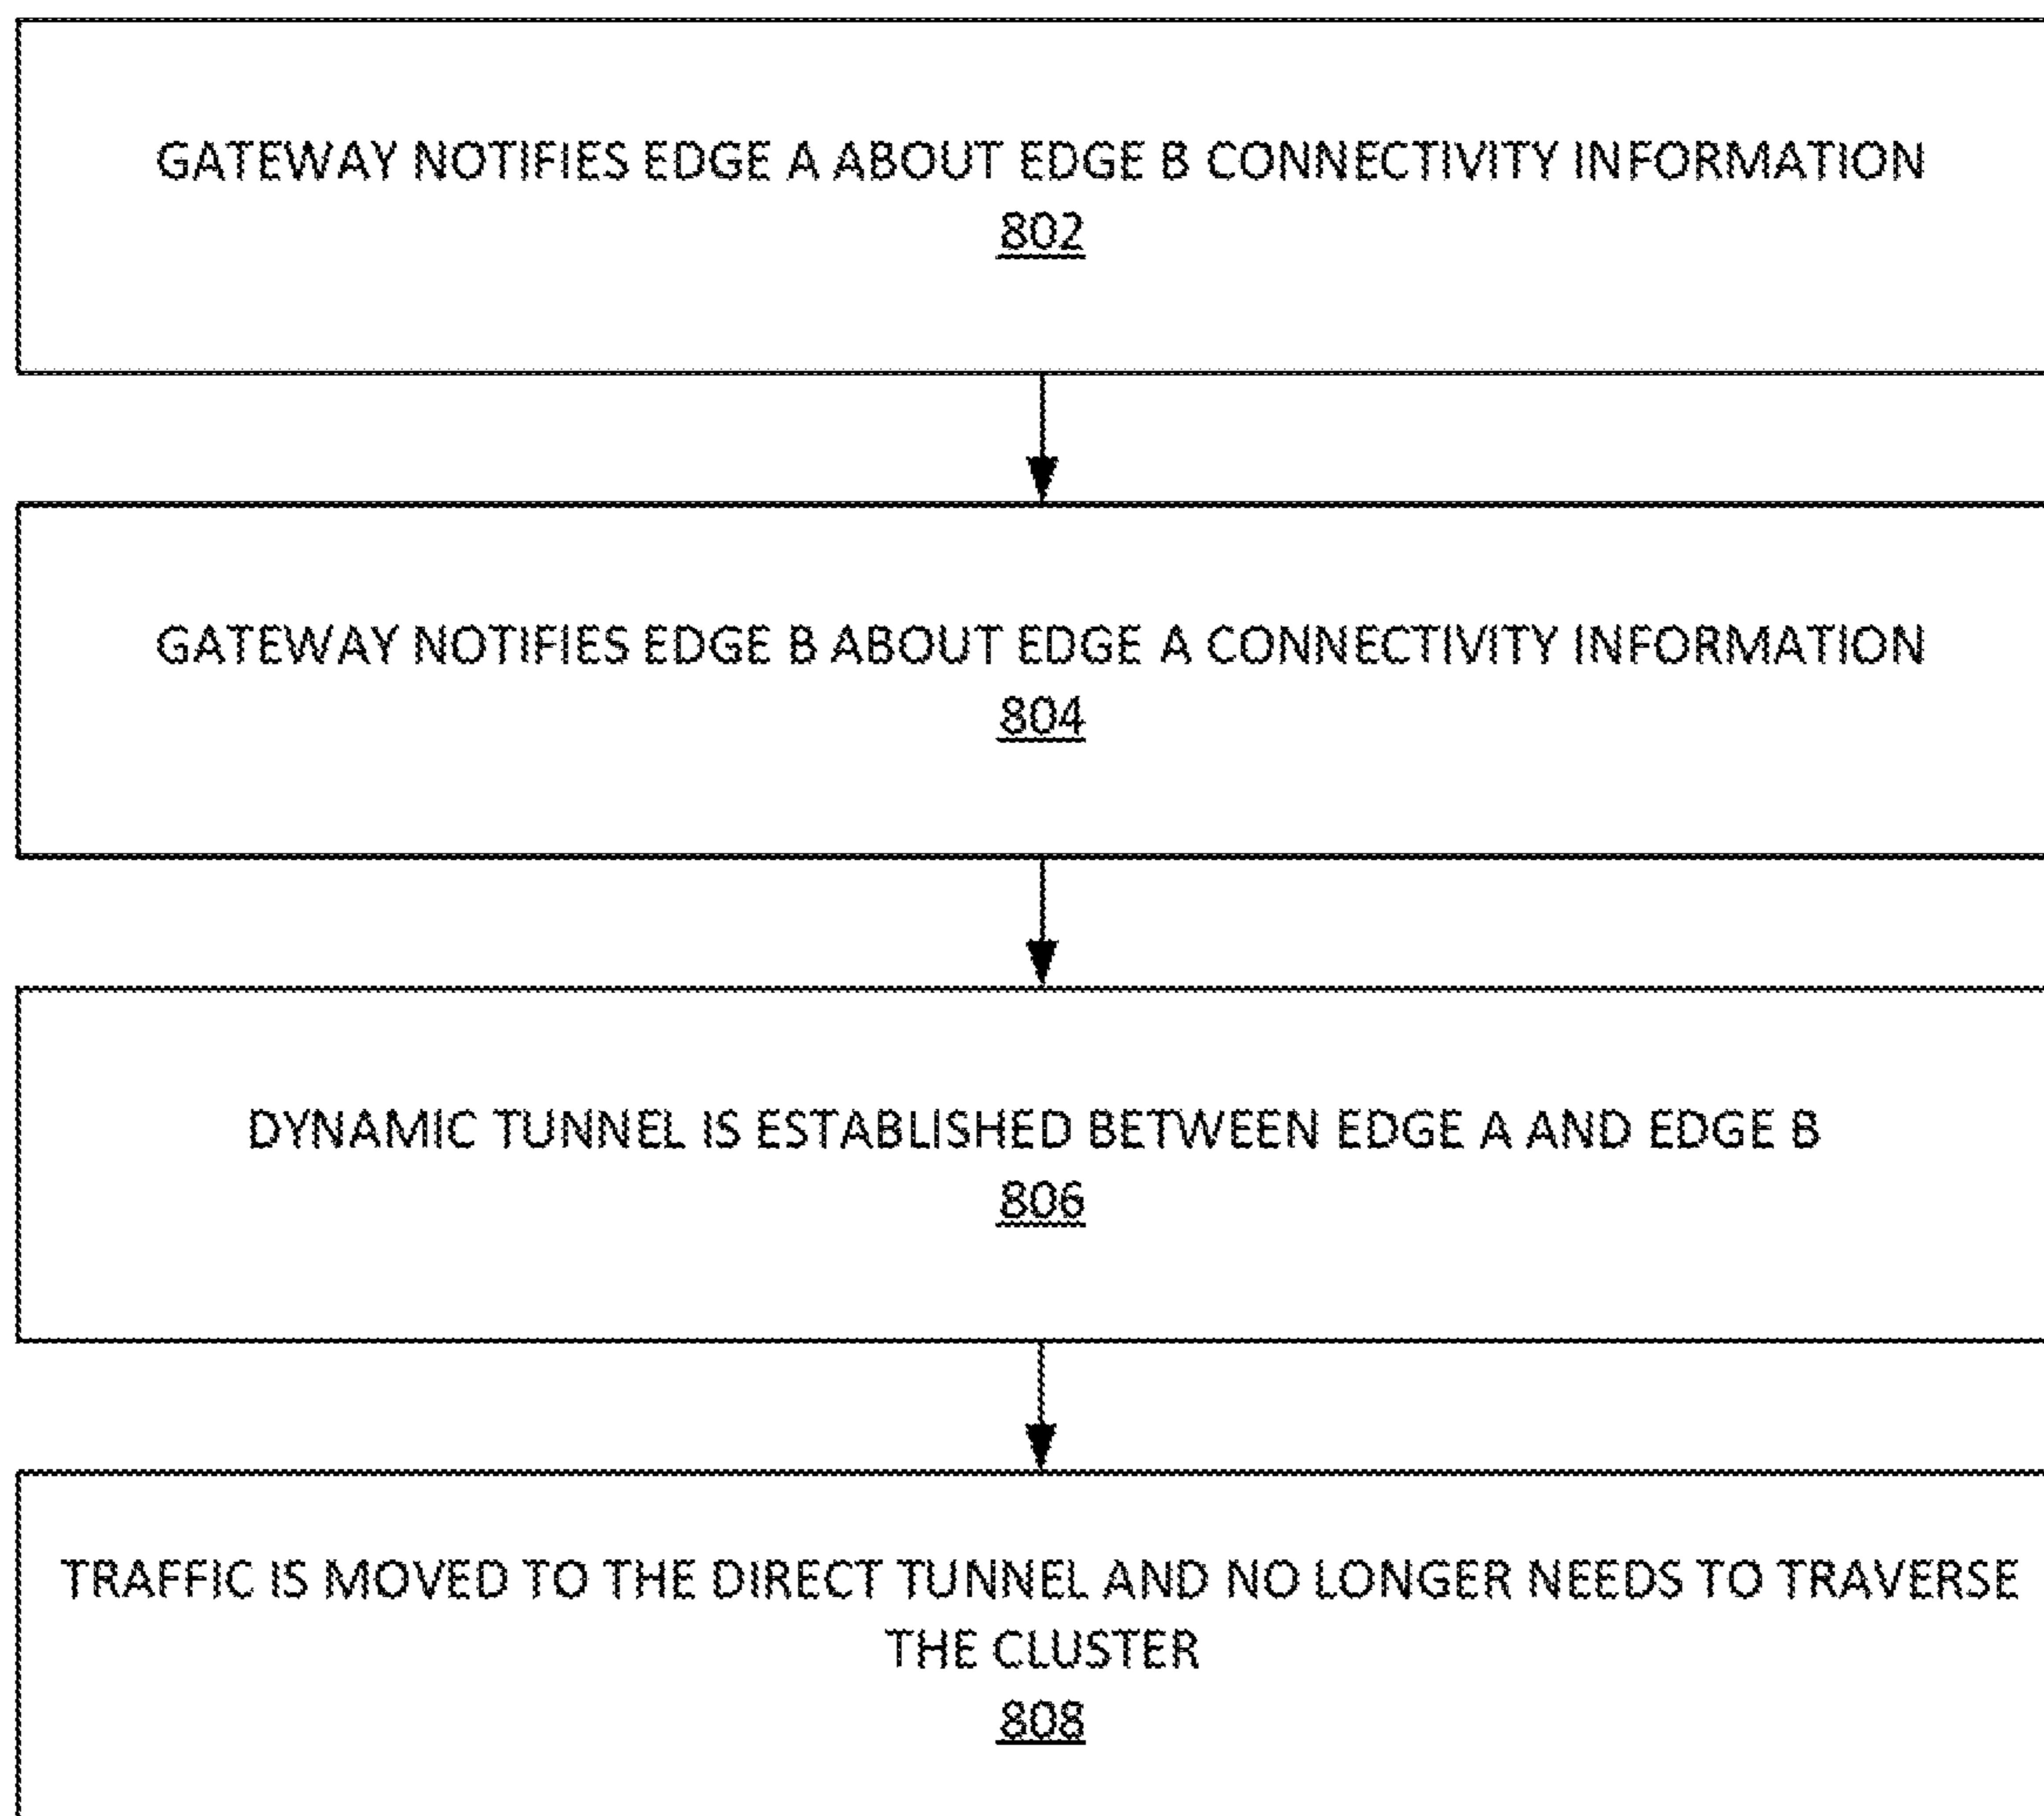 GATEWAY NOTIFIES EDGE A ABOUT EDGE B CONNECTIVITY INFORMATION
802
GATEWAY NOTIFIES EDGE B ABOUT EDGE A CONNECTIVITY INFORMATION
804
DYNAMIC TUNNEL IS ESTABLISHED BETWEEN EDGE A AND EDGE B
806
TRAFFIC IS MOVED TO THE DIRECT TUNNEL AND NO LONGER NEEDS TO TRAVERSE
THE CLUSTER
808